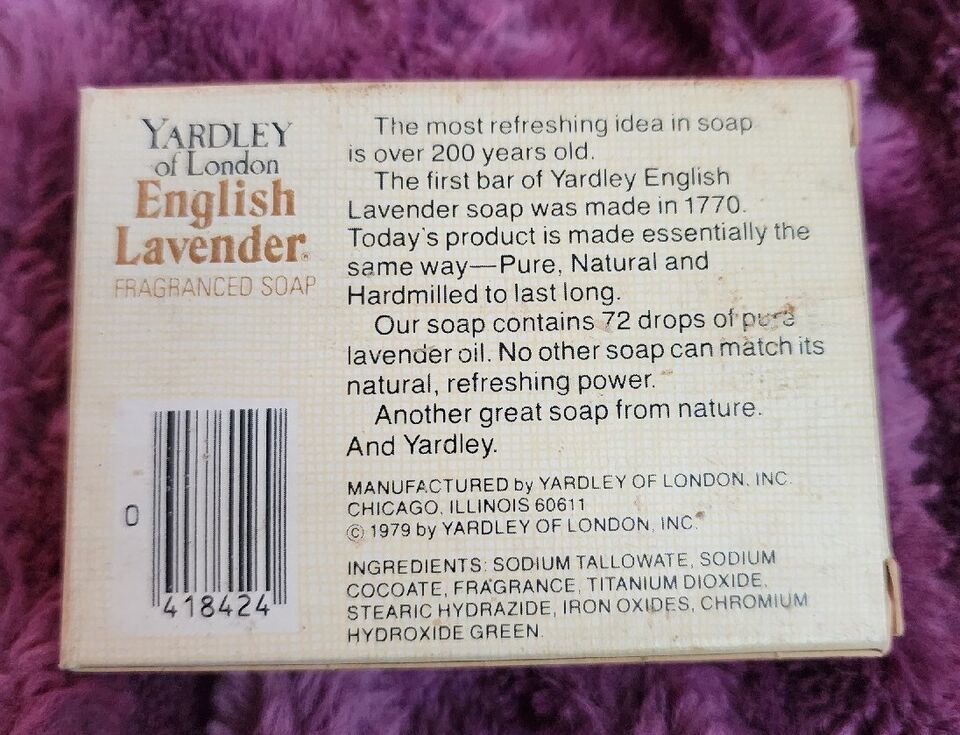 YARDLEY
of London
English
Lavender®
FRAGRANCED SOAP
The most refreshing idea in soap
is over 200 years old.
The first bar of Yardley English
Lavender soap was made in 1770.
Today's product is made essentially the
same way—Pure, Natural and
Hardmilled to last long.
Our soap contains 72 drops of pure
lavender oil. No other soap can match its
natural, refreshing power.
Another great soap from nature.
And Yardley.
MANUFACTURED by YARDLEY OF LONDON, INC.
CHICAGO, ILLINOIS 60611
© 1979 by YARDLEY OF LONDON, INC.
INGREDIENTS: SODIUM TALLOWATE, SODIUM
COCOATE, FRAGRANCE, TITANIUM DIOXIDE,
STEARIC HYDRAZIDE, IRON OXIDES, CHROMIUM
HYDROXIDE GREEN.
0
418424